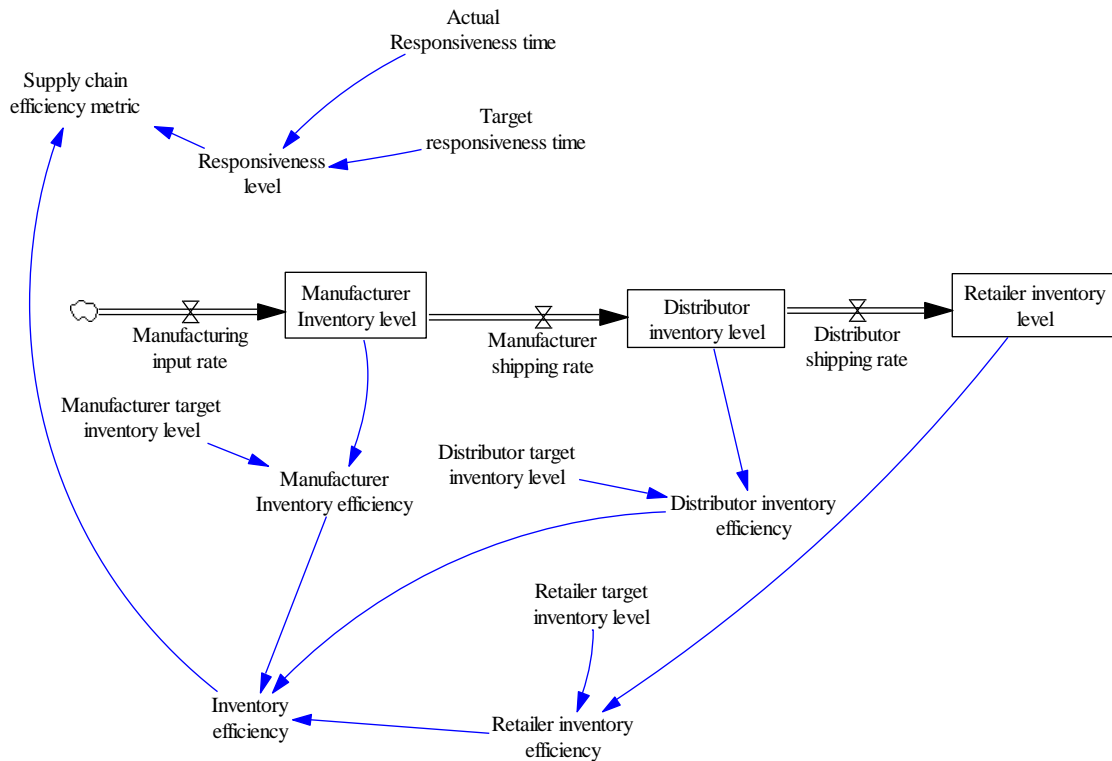 Actual
Responsiveness time
Supply chain
efficiency metric
Target
responsiveness time
Responsiveness
level
Manufacturer
Inventory level
Distributor
inventory level
Retailer inventory
level
Manufacturing
input rate
Manufacturer
shipping rate
Distributor
shipping rate
Manufacturer target
inventory level
Distributor target
inventory level
Manufacturer
Inventory efficiency
Distributor inventory
efficiency
Retailer target
inventory level
Inventory
efficiency
Retailer inventory
efficiency